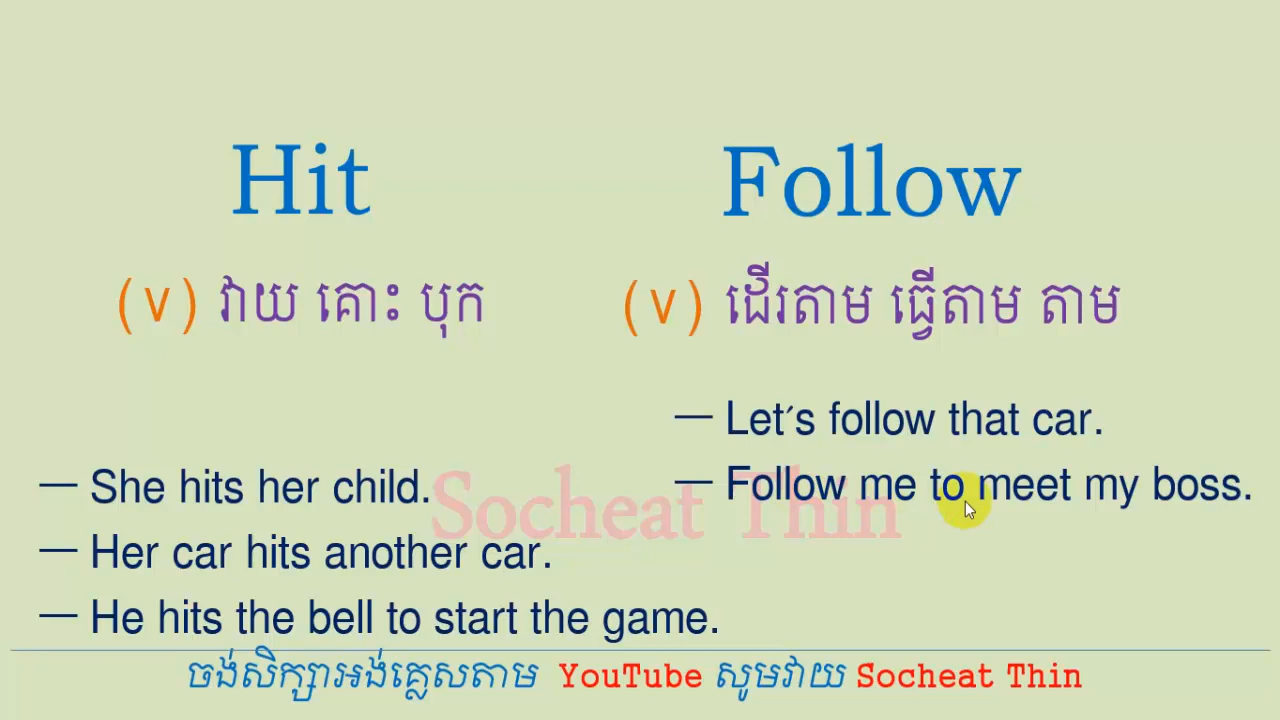 Hit
(v) វាយ គោះ បុក
— She hits her child.
— Her car hits another car.
— He hits the bell to start the game.
Follow
(v) ដើរតាម ធ្វើតាម តាម
— Let′s follow that car.
— Follow me to meet my boss.
Socheat Thin
ចង់សិក្សាអង់គ្លេសតាម YouTube សូមវាយ Socheat Thin